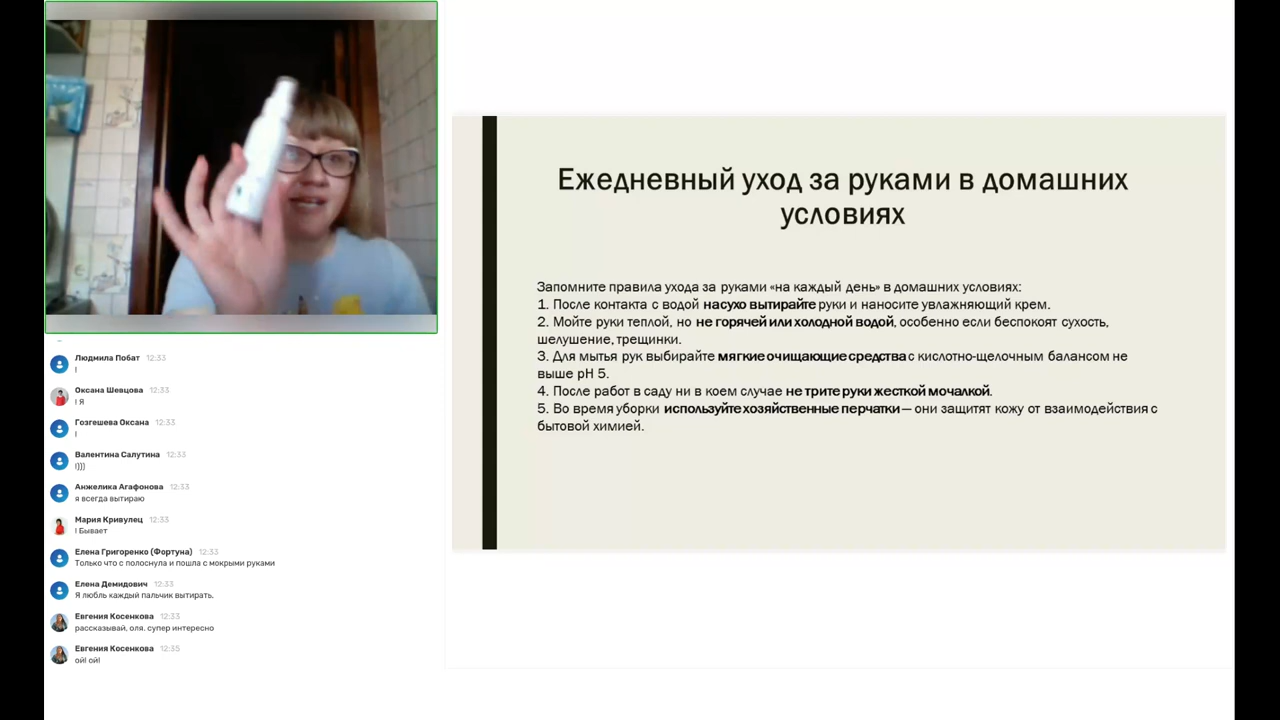 Людмила Побат 12:33
!
Оксана Шевцова 12:33
! Я
Гозгешева Оксана 12:33
!
Валентина Салутина 12:33
!)))
Анжелика Агафонова 12:33
я всегда вытираю
Мария Кривулец 12:33
! Бывает
Елена Григоренко (Фортуна) 12:33
Только что с полоснула и пошла с мокрыми руками
Елена Демидович 12:33
Я люблъ каждый пальчик вытирать.
Евгения Косенкова 12:33
рассказывай, оля. супер интересно
Евгения Косенкова 12:35
ой! ой!
Ежедневный уход за руками в домашних
условиях
Запомните правила ухода за руками «на каждый день» в домашних условиях:
1. После контакта с водой насухо вытирайте руки и наносите увлажняющий крем.
2. Мойте руки теплой, но не горячей или холодной водой, особенно если беспокоят сухость,
шелушение, трещинки.
3. Для мытья рук выбирайте мягкие очищающие средства с кислотно-щелочным балансом не
выше pH 5.
4. После работ в саду ни в коем случае не трите руки жесткой мочалкой.
5. Во время уборки используйте хозяйственные перчатки — они защитят кожу от взаимодействия с
бытовой химией.